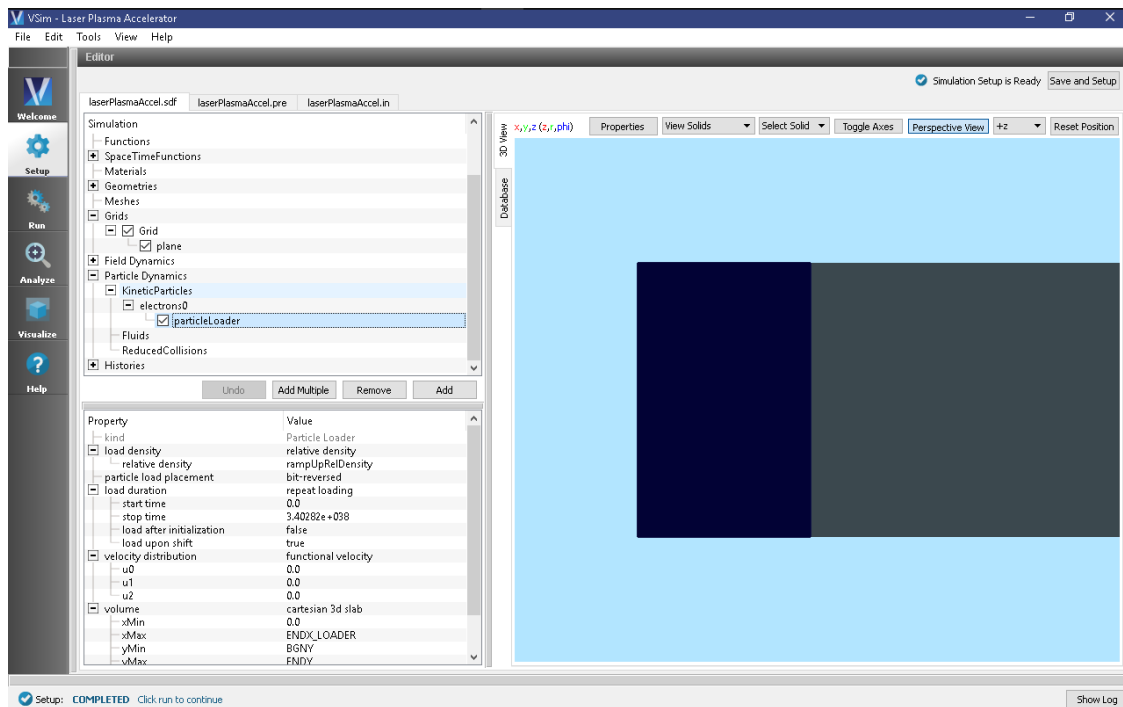 VSim - Laser Plasma Accelerator
File Edit Tools View Help
Editor
Simulation Setup is Ready Save and Setup
Welcome
Setup
Run
Analyze
Visualize
Help
laserPlasmaAccel.sdf laserPlasmaAccel.pre laserPlasmaAccel.in
Simulation
Functions
SpaceTimeFunctions
Materials
Geometries
Meshes
Grids
Grid
plane
Field Dynamics
Particle Dynamics
KineticParticles
electrons0
particleLoader
Fluids
ReducedCollisions
Histories
Undo Add Multiple Remove Add
Property Value
kind Particle Loader
load density relative density
relative density rampUpRelDensity
particle load placement bit-reversed
load duration repeat loading
start time 0.0
stop time 3.40282e+038
load after initialization false
load upon shift true
velocity distribution functional velocity
u0 0.0
u1 0.0
u2 0.0
volume cartesian 3d slab
xMin 0.0
xMax ENDX_LOADER
yMin BGNY
yMax ENDY
3D View
Database
x,y,z (z,r,phi) Properties View Solids Select Solid Toggle Axes Perspective View +z Reset Position
Setup: COMPLETED Click run to continue
Show Log